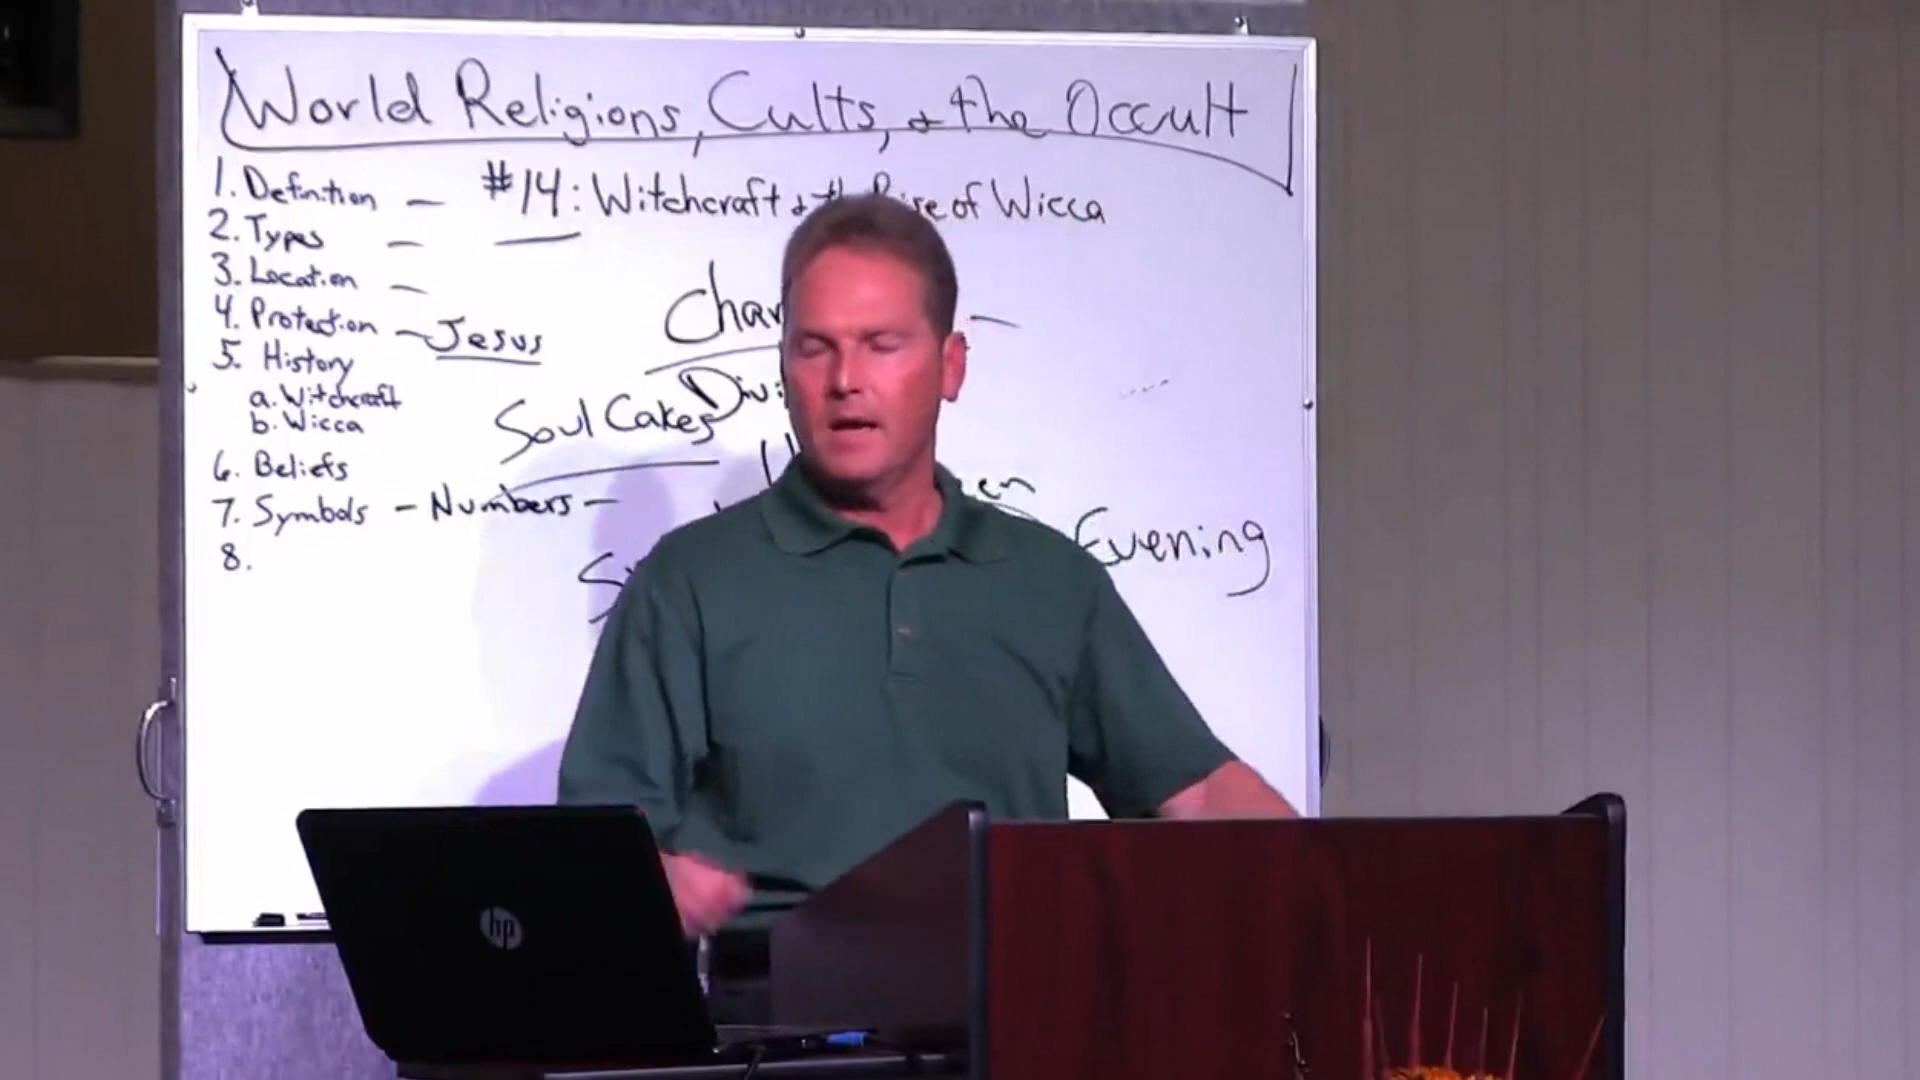 World Religions, Cults, & the Occult
1. Definition —
#14: Witchcraft & of Wicca
2. Types —
3. Location —
4. Protection — Jesus
5. History
a. Witchcraft
b. Wicca
Soul Cakes
6. Beliefs
7. Symbols - Numbers -
Evening
8.
hp